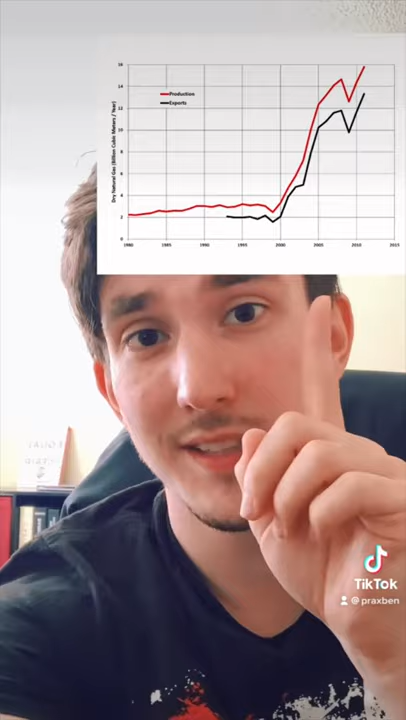 Dry Natural Gas (Billion Cubic Meters / Year)
16
14
12
10
8
6
4
2
0
Production
Exports
1980 1985 1990 1995 2000 2005 2010 2015
TikTok
@praxben